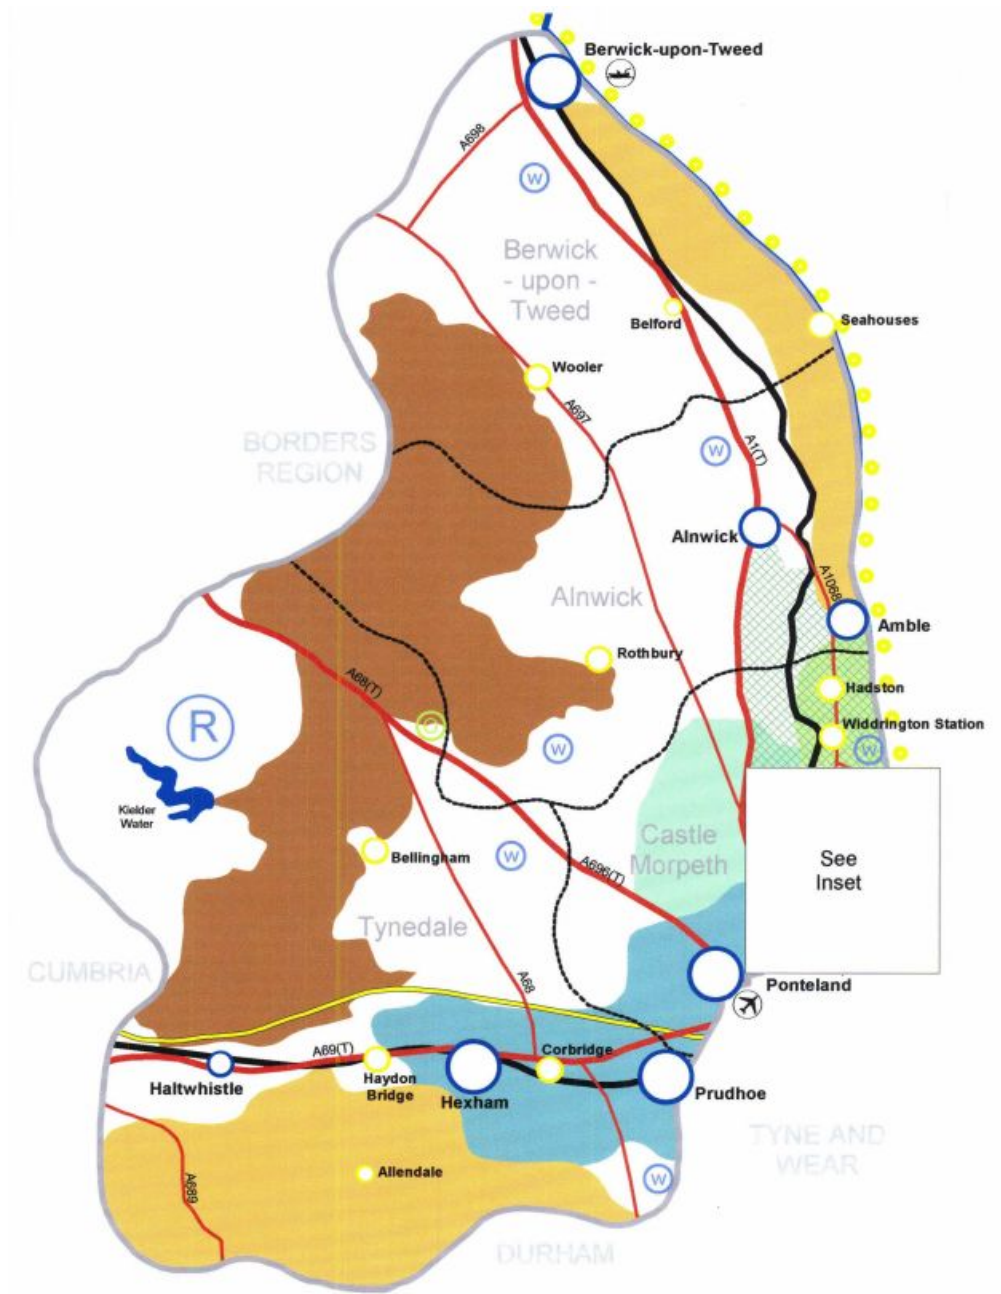 Berwick-upon-Tweed
A698
W
Berwick
- upon -
Tweed
Seahouses
Belford
Wooler
A697
BORDERS
REGION
W
A1(T)
Alnwick
A1068
Alnwick
Amble
Rothbury
A68(T)
Hadston
R
C
Widdrington Station
W
W
Kielder
Water
Castle
Morpeth
See
Inset
Bellingham
W
A696(T)
Tynedale
CUMBRIA
A68
Ponteland
A69(T)
Corbridge
Haltwhistle
Haydon
Bridge
Hexham
Prudhoe
TYNE AND
WEAR
Allendale
W
A689
DURHAM